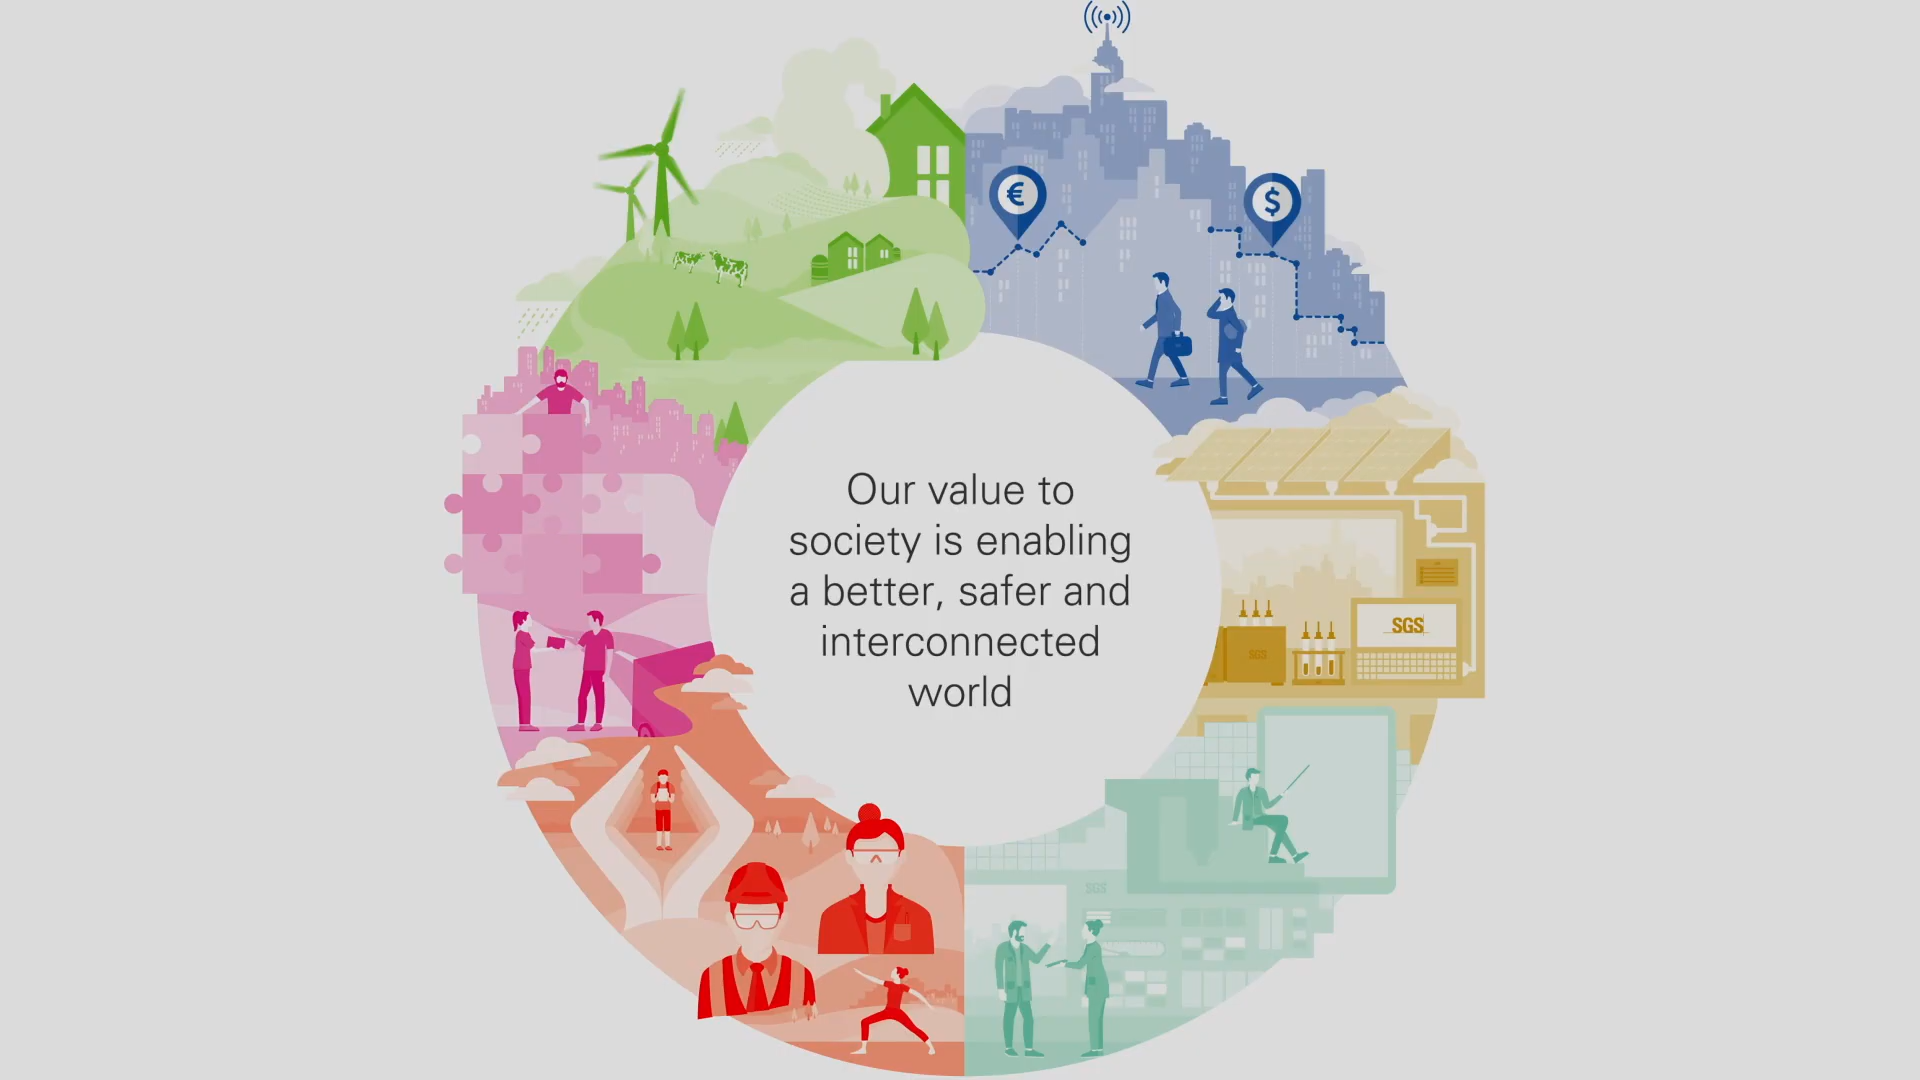 €
$
Our value to
society is enabling
a better, safer and
interconnected
world
SGS
SGS
SGS